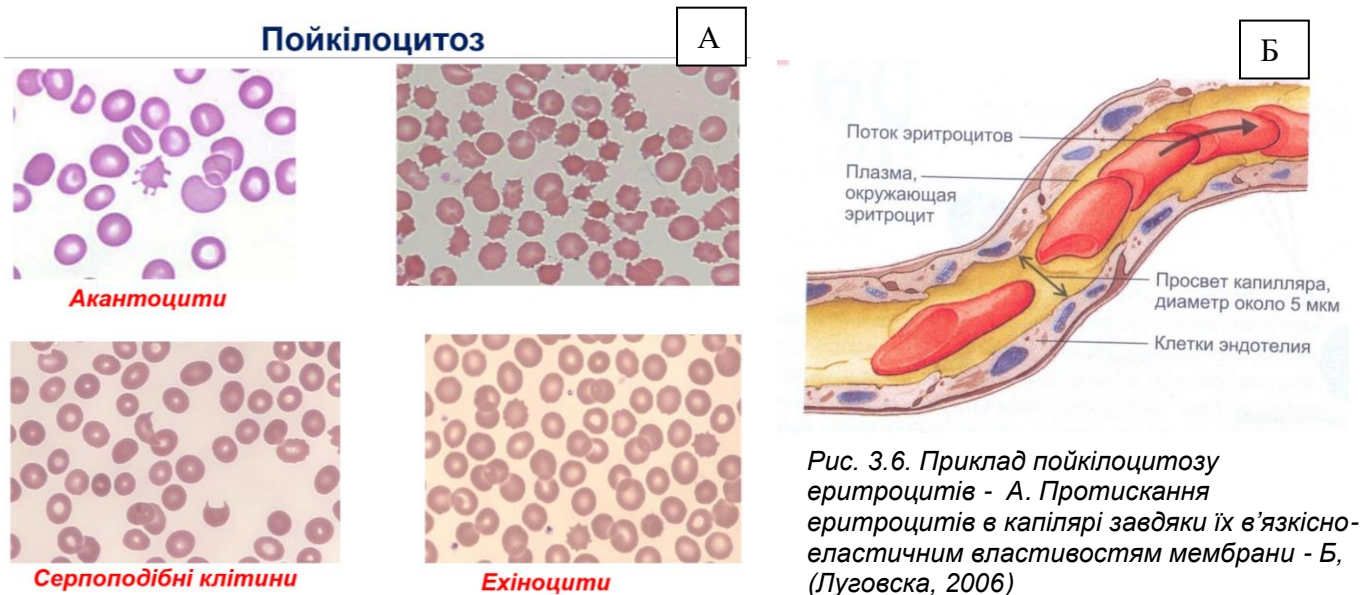 Пойкілоцитоз
А
Акантоцити
Серпоподібні клітини
Ехіноцити
Б
Поток эритроцитов
Плазма,
окружающая
эритроцит
Просвет капилляра,
диаметр около 5 мкм
Клетки эндотелия
Рис. 3.6. Приклад пойкілоцитозу
еритроцитів - А. Протискання
еритроцитів в капілярі завдяки їх в’язкісно-
еластичним властивостям мембрани - Б,
(Луговска, 2006)